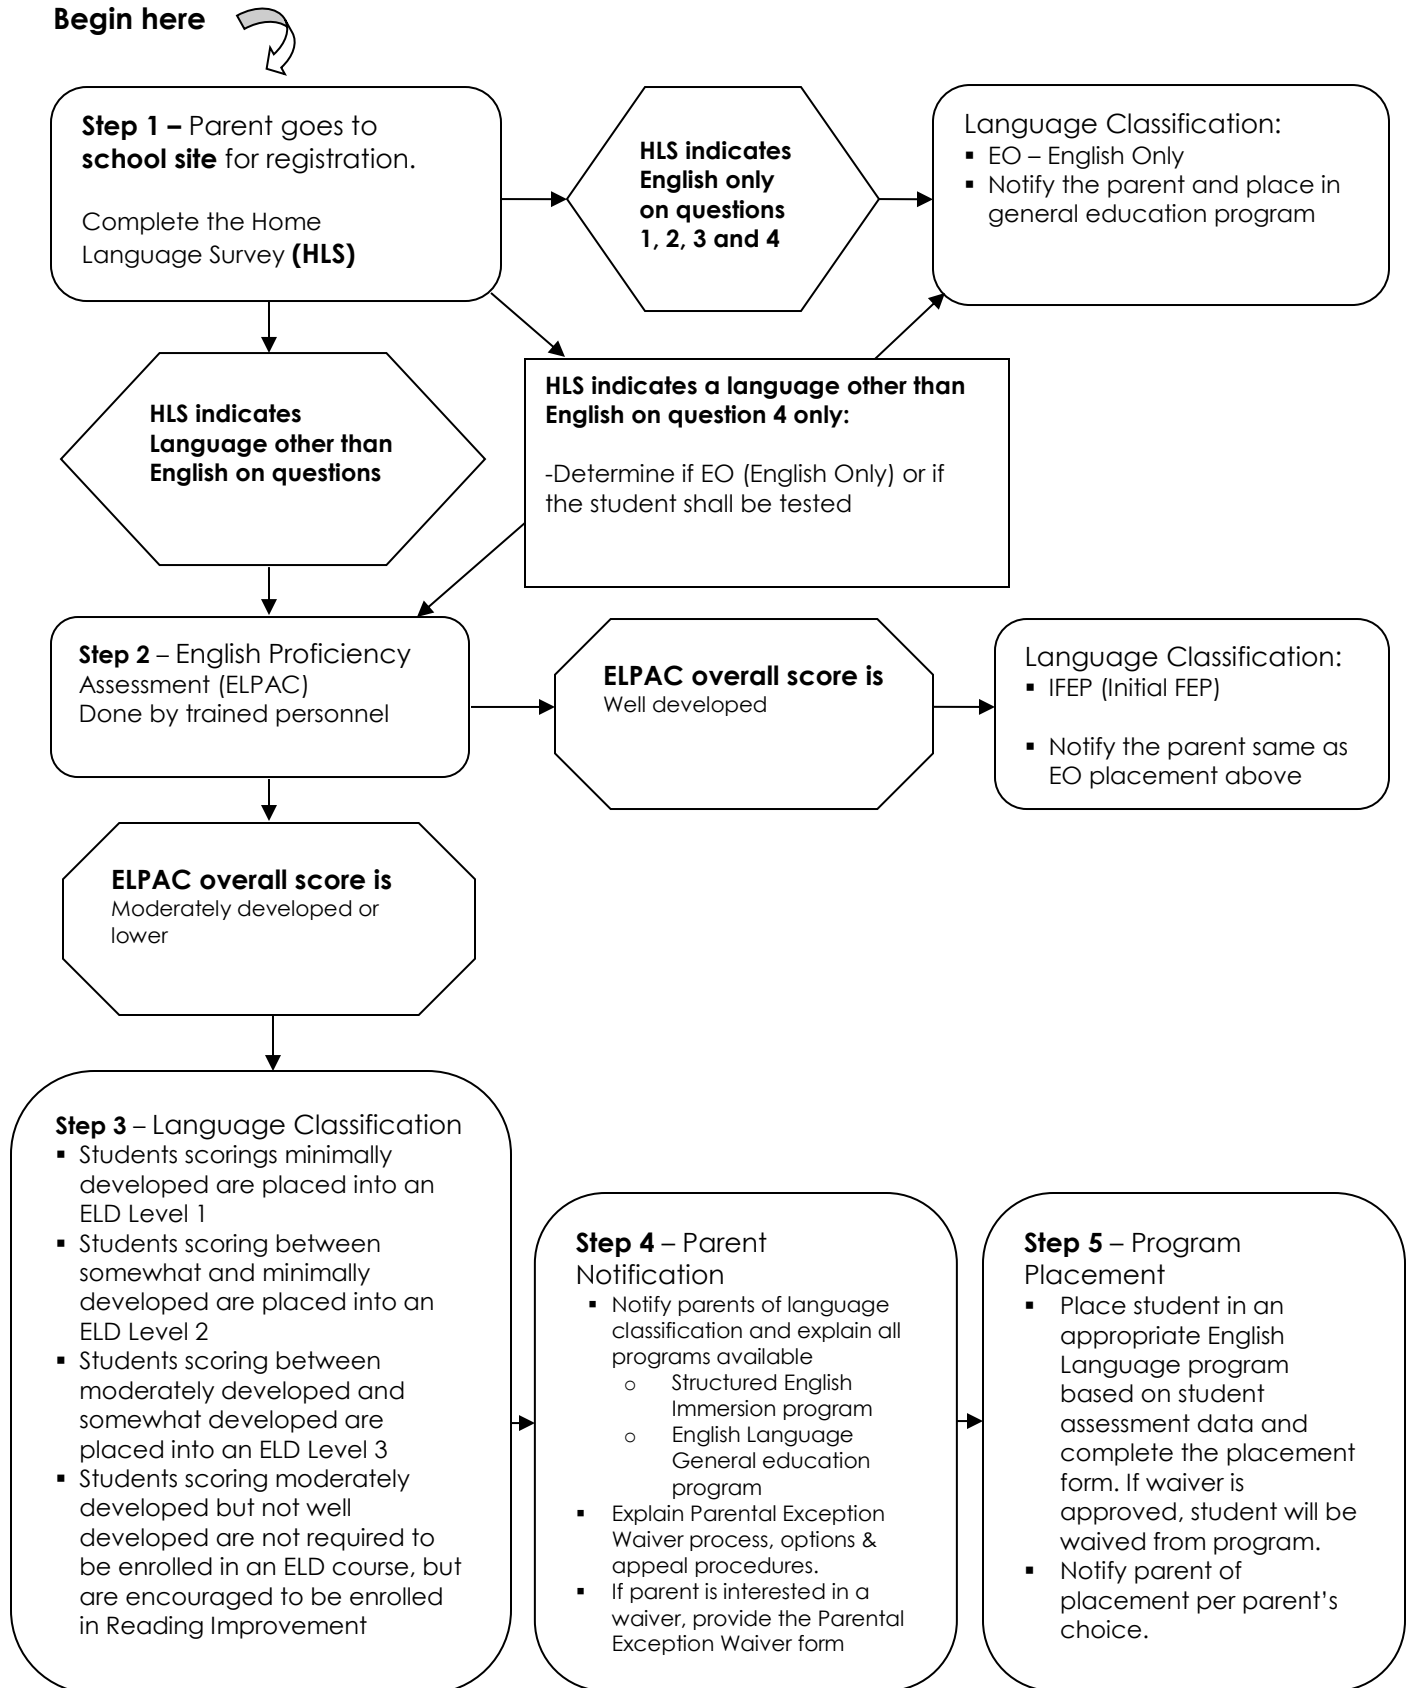 Begin here
Step 1 – Parent goes to
school site for registration.
Complete the Home
Language Survey (HLS)
HLS indicates
English only
on questions
1, 2, 3 and 4
Language Classification:
▪ EO – English Only
▪ Notify the parent and place in
general education program
HLS indicates
Language other than
English on questions
HLS indicates a language other than
English on question 4 only:
-Determine if EO (English Only) or if
the student shall be tested
Step 2 – English Proficiency
Assessment (ELPAC)
Done by trained personnel
ELPAC overall score is
Well developed
Language Classification:
▪ IFEP (Initial FEP)
▪ Notify the parent same as
EO placement above
ELPAC overall score is
Moderately developed or
lower
Step 3 – Language Classification
▪ Students scorings minimally
developed are placed into an
ELD Level 1
▪ Students scoring between
somewhat and minimally
developed are placed into an
ELD Level 2
▪ Students scoring between
moderately developed and
somewhat developed are
placed into an ELD Level 3
▪ Students scoring moderately
developed but not well
developed are not required to
be enrolled in an ELD course, but
are encouraged to be enrolled
in Reading Improvement
Step 4 – Parent
Notification
▪ Notify parents of language
classification and explain all
programs available
o Structured English
Immersion program
o English Language
General education
program
▪ Explain Parental Exception
Waiver process, options &
appeal procedures.
▪ If parent is interested in a
waiver, provide the Parental
Exception Waiver form
Step 5 – Program
Placement
▪ Place student in an
appropriate English
Language program
based on student
assessment data and
complete the placement
form. If waiver is
approved, student will be
waived from program.
▪ Notify parent of
placement per parent's
choice.